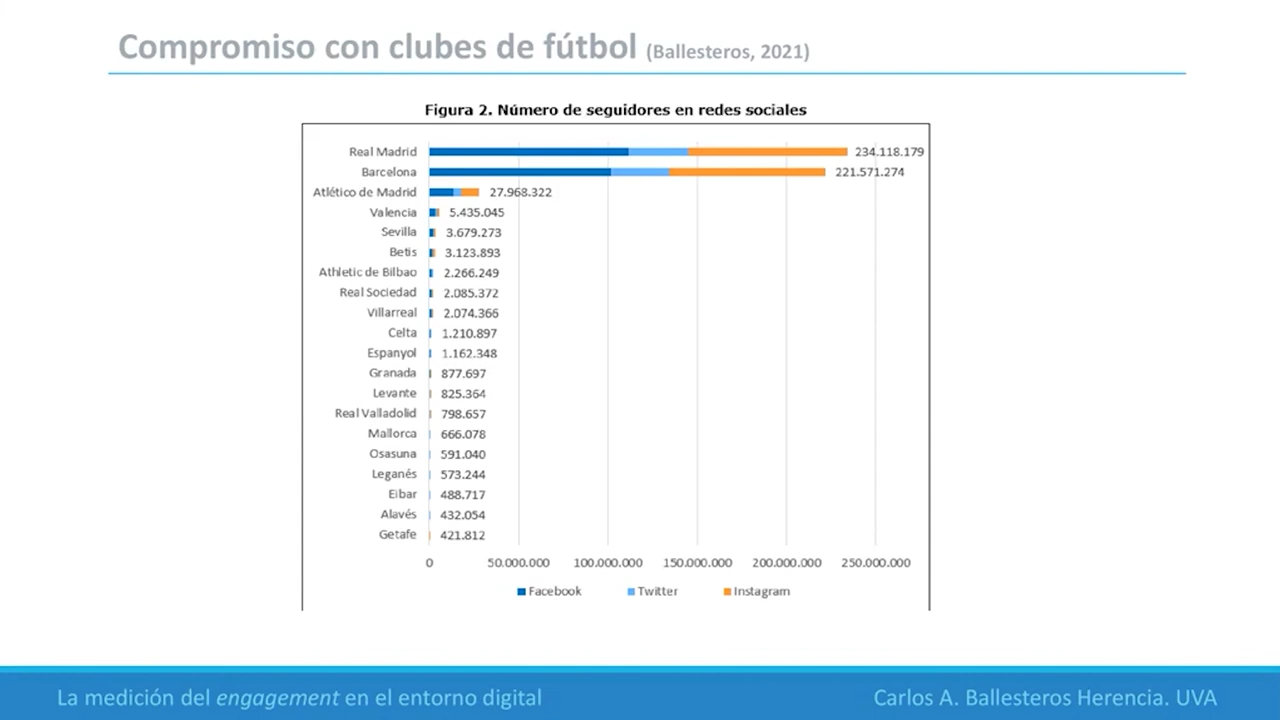 Compromiso con clubes de fútbol (Ballesteros, 2021)
Figura 2. Número de seguidores en redes sociales
Real Madrid 234.118.179
Barcelona 221.571.274
Atlético de Madrid 27.968.322
Valencia 5.435.045
Sevilla 3.679.273
Betis 3.123.893
Athletic de Bilbao 2.266.249
Real Sociedad 2.085.372
Villarreal 2.074.366
Celta 1.210.897
Espanyol 1.162.348
Granada 877.697
Levante 825.364
Real Valladolid 798.657
Mallorca 666.078
Osasuna 591.040
Leganés 573.244
Eibar 488.717
Alavés 432.054
Getafe 421.812
0 50.000.000 100.000.000 150.000.000 200.000.000 250.000.000
Facebook Twitter Instagram
La medición del engagement en el entorno digital Carlos A. Ballesteros Herencia. UVA